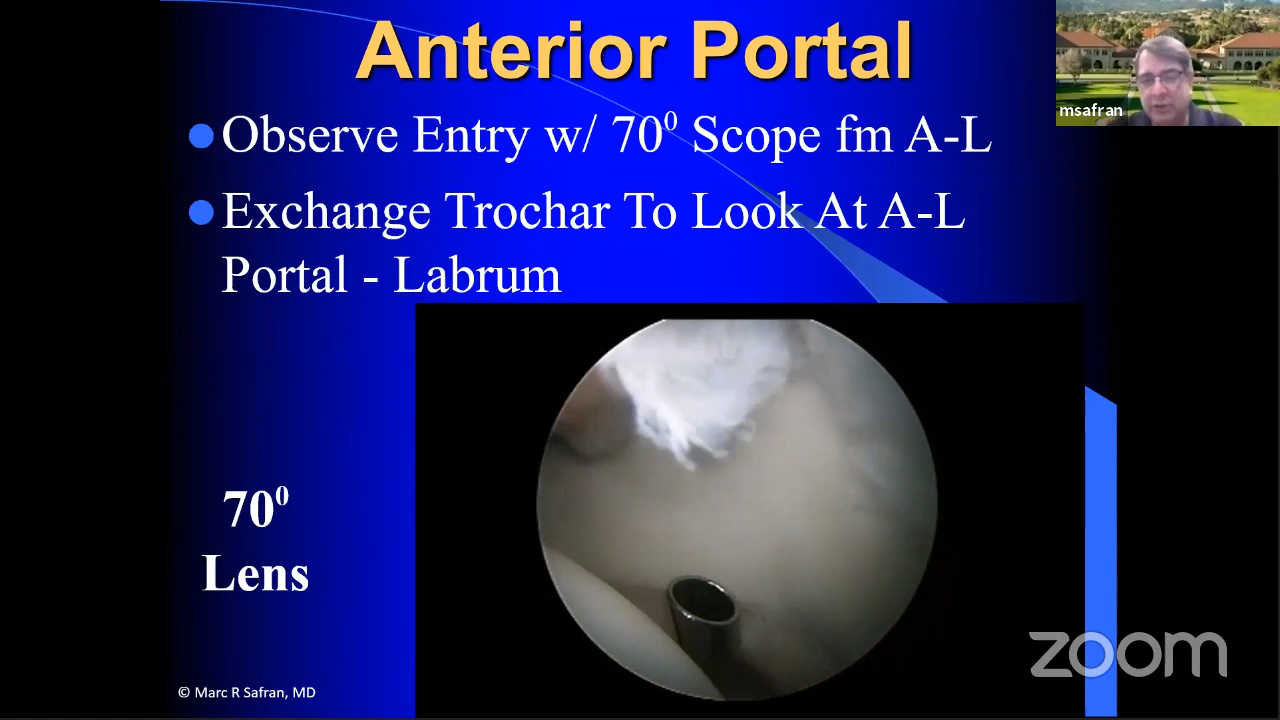 Anterior Portal
msafran
Observe Entry w/ 70⁰ Scope fm A-L
Exchange Trochar To Look At A-L
Portal - Labrum
70⁰
Lens
zoom
© Marc R Safran, MD